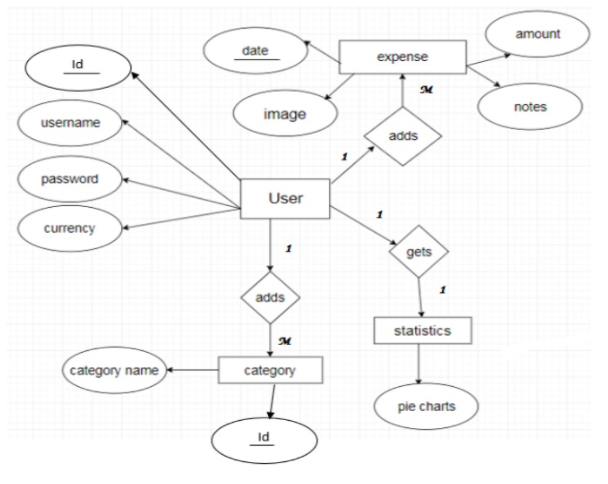 amount
date
expense
Id
M
image
notes
username
adds
1
password
User
1
currency
gets
1
adds
1
M
statistics
category name
category
pie charts
Id